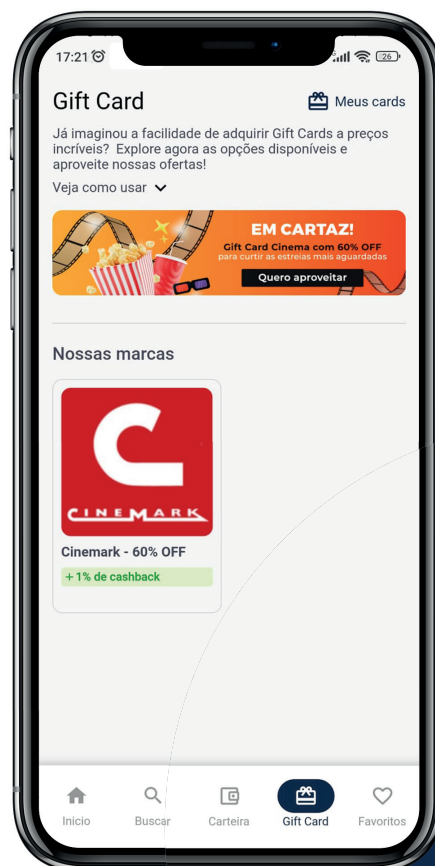 17:21
26
Gift Card
Meus cards
Já imaginou a facilidade de adquirir Gift Cards a preços
incríveis? Explore agora as opções disponíveis e
aproveite nossas ofertas!
Veja como usar
EM CARTAZ!
Gift Card Cinema com 60% OFF
para curtir as estreias mais aguardadas
Quero aproveitar
Nossas marcas
C
CINEMARK
Cinemark - 60% OFF
+1% de cashback
Inicio
Buscar
Carteira
Gift Card
Favoritos